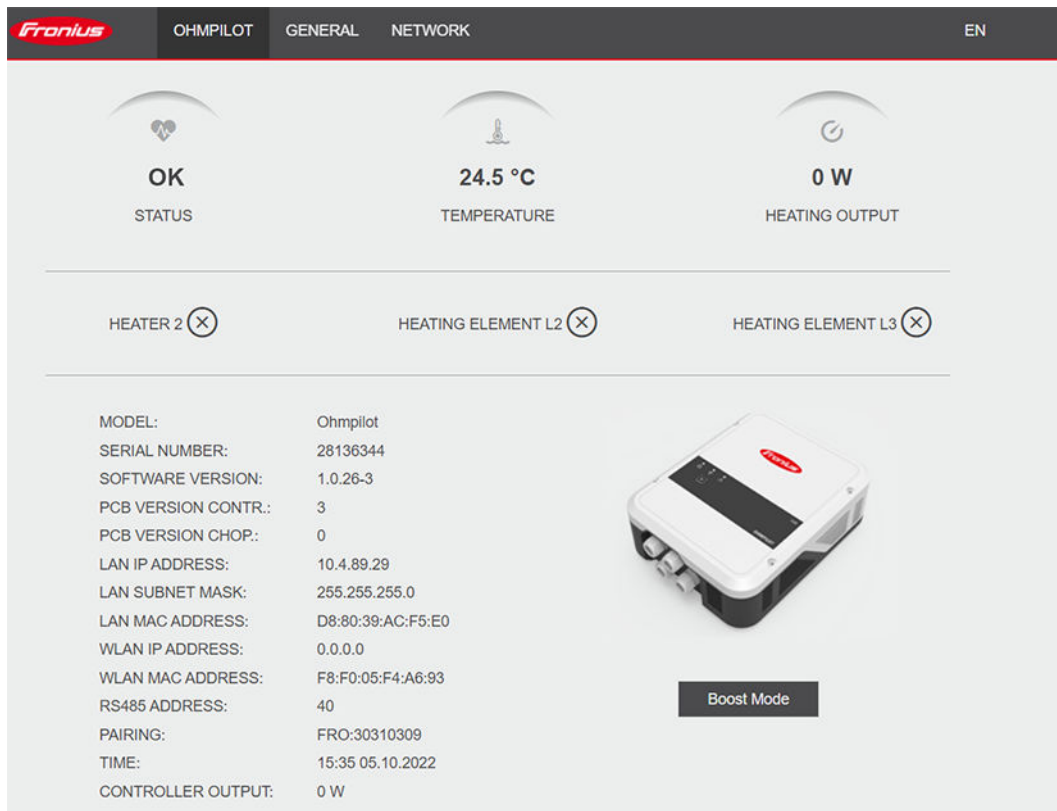 Fronius OHMPILOT GENERAL NETWORK EN
OK 24.5 °C 0 W
STATUS TEMPERATURE HEATING OUTPUT
HEATER 2 HEATING ELEMENT L2 HEATING ELEMENT L3
MODEL: Ohmpilot
SERIAL NUMBER: 28136344
SOFTWARE VERSION: 1.0.26-3
PCB VERSION CONTR.: 3
PCB VERSION CHOP.: 0
LAN IP ADDRESS: 10.4.89.29
LAN SUBNET MASK: 255.255.255.0
LAN MAC ADDRESS: D8:80:39:AC:F5:E0
WLAN IP ADDRESS: 0.0.0.0
WLAN MAC ADDRESS: F8:F0:05:F4:A6:93
RS485 ADDRESS: 40
PAIRING: FRO:30310309
TIME: 15:35 05.10.2022
CONTROLLER OUTPUT: 0 W
Fronius
Boost Mode